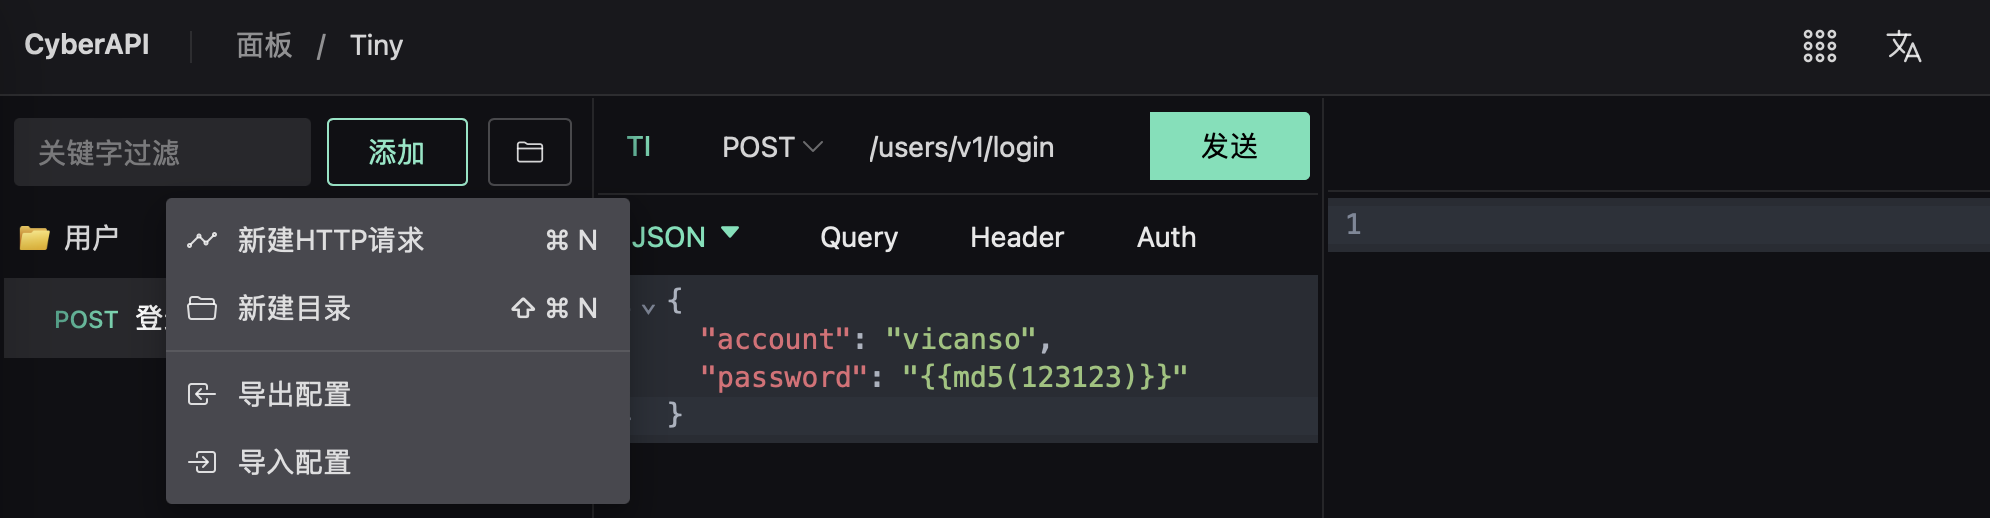 CyberAPI 面板 / Tiny
关键字过滤 添加
TI POST /users/v1/login 发送
用户
POST 登
新建HTTP请求 ⌘ N
新建目录 ⇧ ⌘ N
导出配置
导入配置
JSON Query Header Auth
{
"account": "vicanso",
"password": "{{md5(123123)}}"
}
1